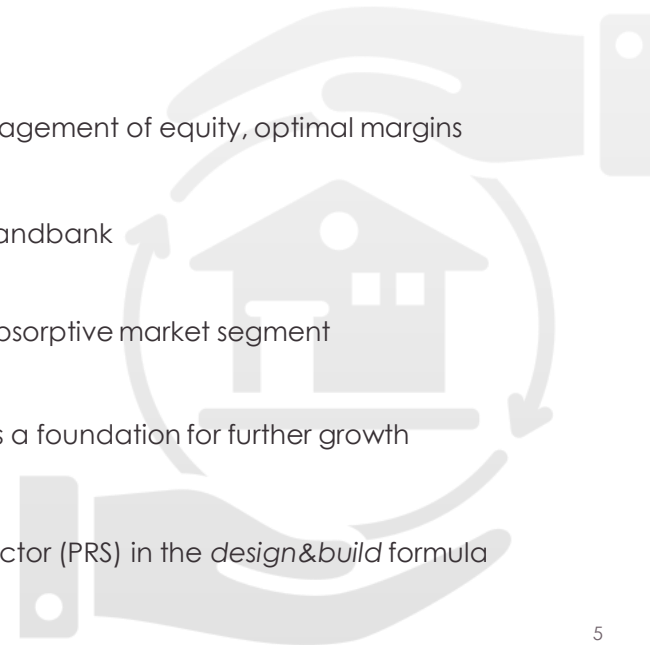 agement of equity, optimal margins
andbank
bsorptive market segment
s a foundation for further growth
ctor (PRS) in the design&build formula
5